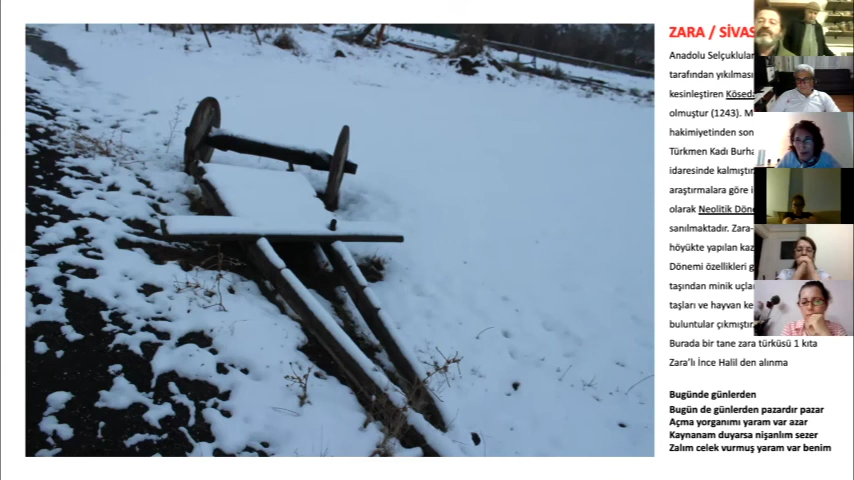 ZARA / SİVAS
Anadolu Selçuklular
tarafından yıkılması
kesinleştiren Kösed
olmuştur (1243). M
hakimiyetinden son
Türkmen Kadı Burha
idaresinde kalmıştır
araştırmalara göre i
olarak Neolitik Döne
sanılmaktadır. Zara-
höyükte yapılan kaz
Dönemi özellikleri g
taşından minik uçla
taşları ve hayvan ke
buluntular çıkmıştır.
Burada bir tane zara türküsü 1 kıta
Zara'lı İnce Halil den alınma
Bugünde günlerden
Bugün de günlerden pazardır pazar
Açma yorganımı yaram var azar
Kaynanam duyarsa nişanlım sezer
Zalım celek vurmuş yaram var benim